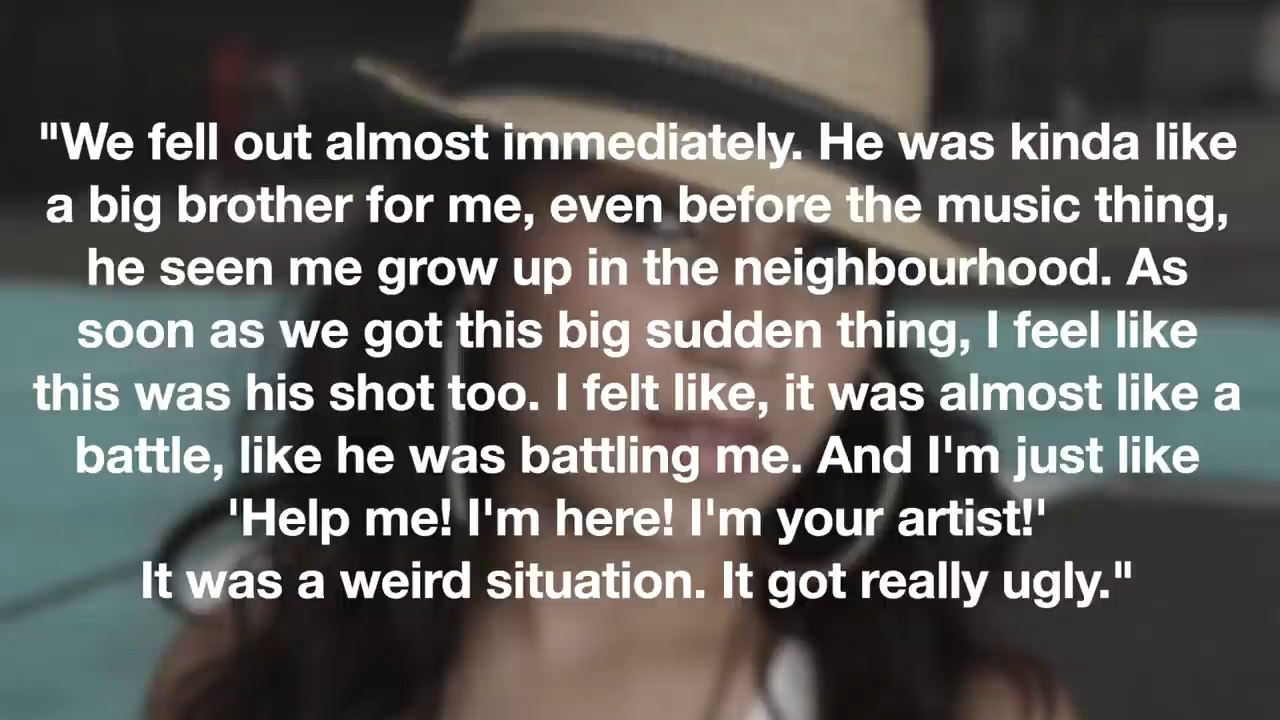 "We fell out almost immediately. He was kinda like
a big brother for me, even before the music thing,
he seen me grow up in the neighbourhood. As
soon as we got this big sudden thing, I feel like
this was his shot too. I felt like, it was almost like a
battle, like he was battling me. And I'm just like
'Help me! I'm here! I'm your artist!'
It was a weird situation. It got really ugly."